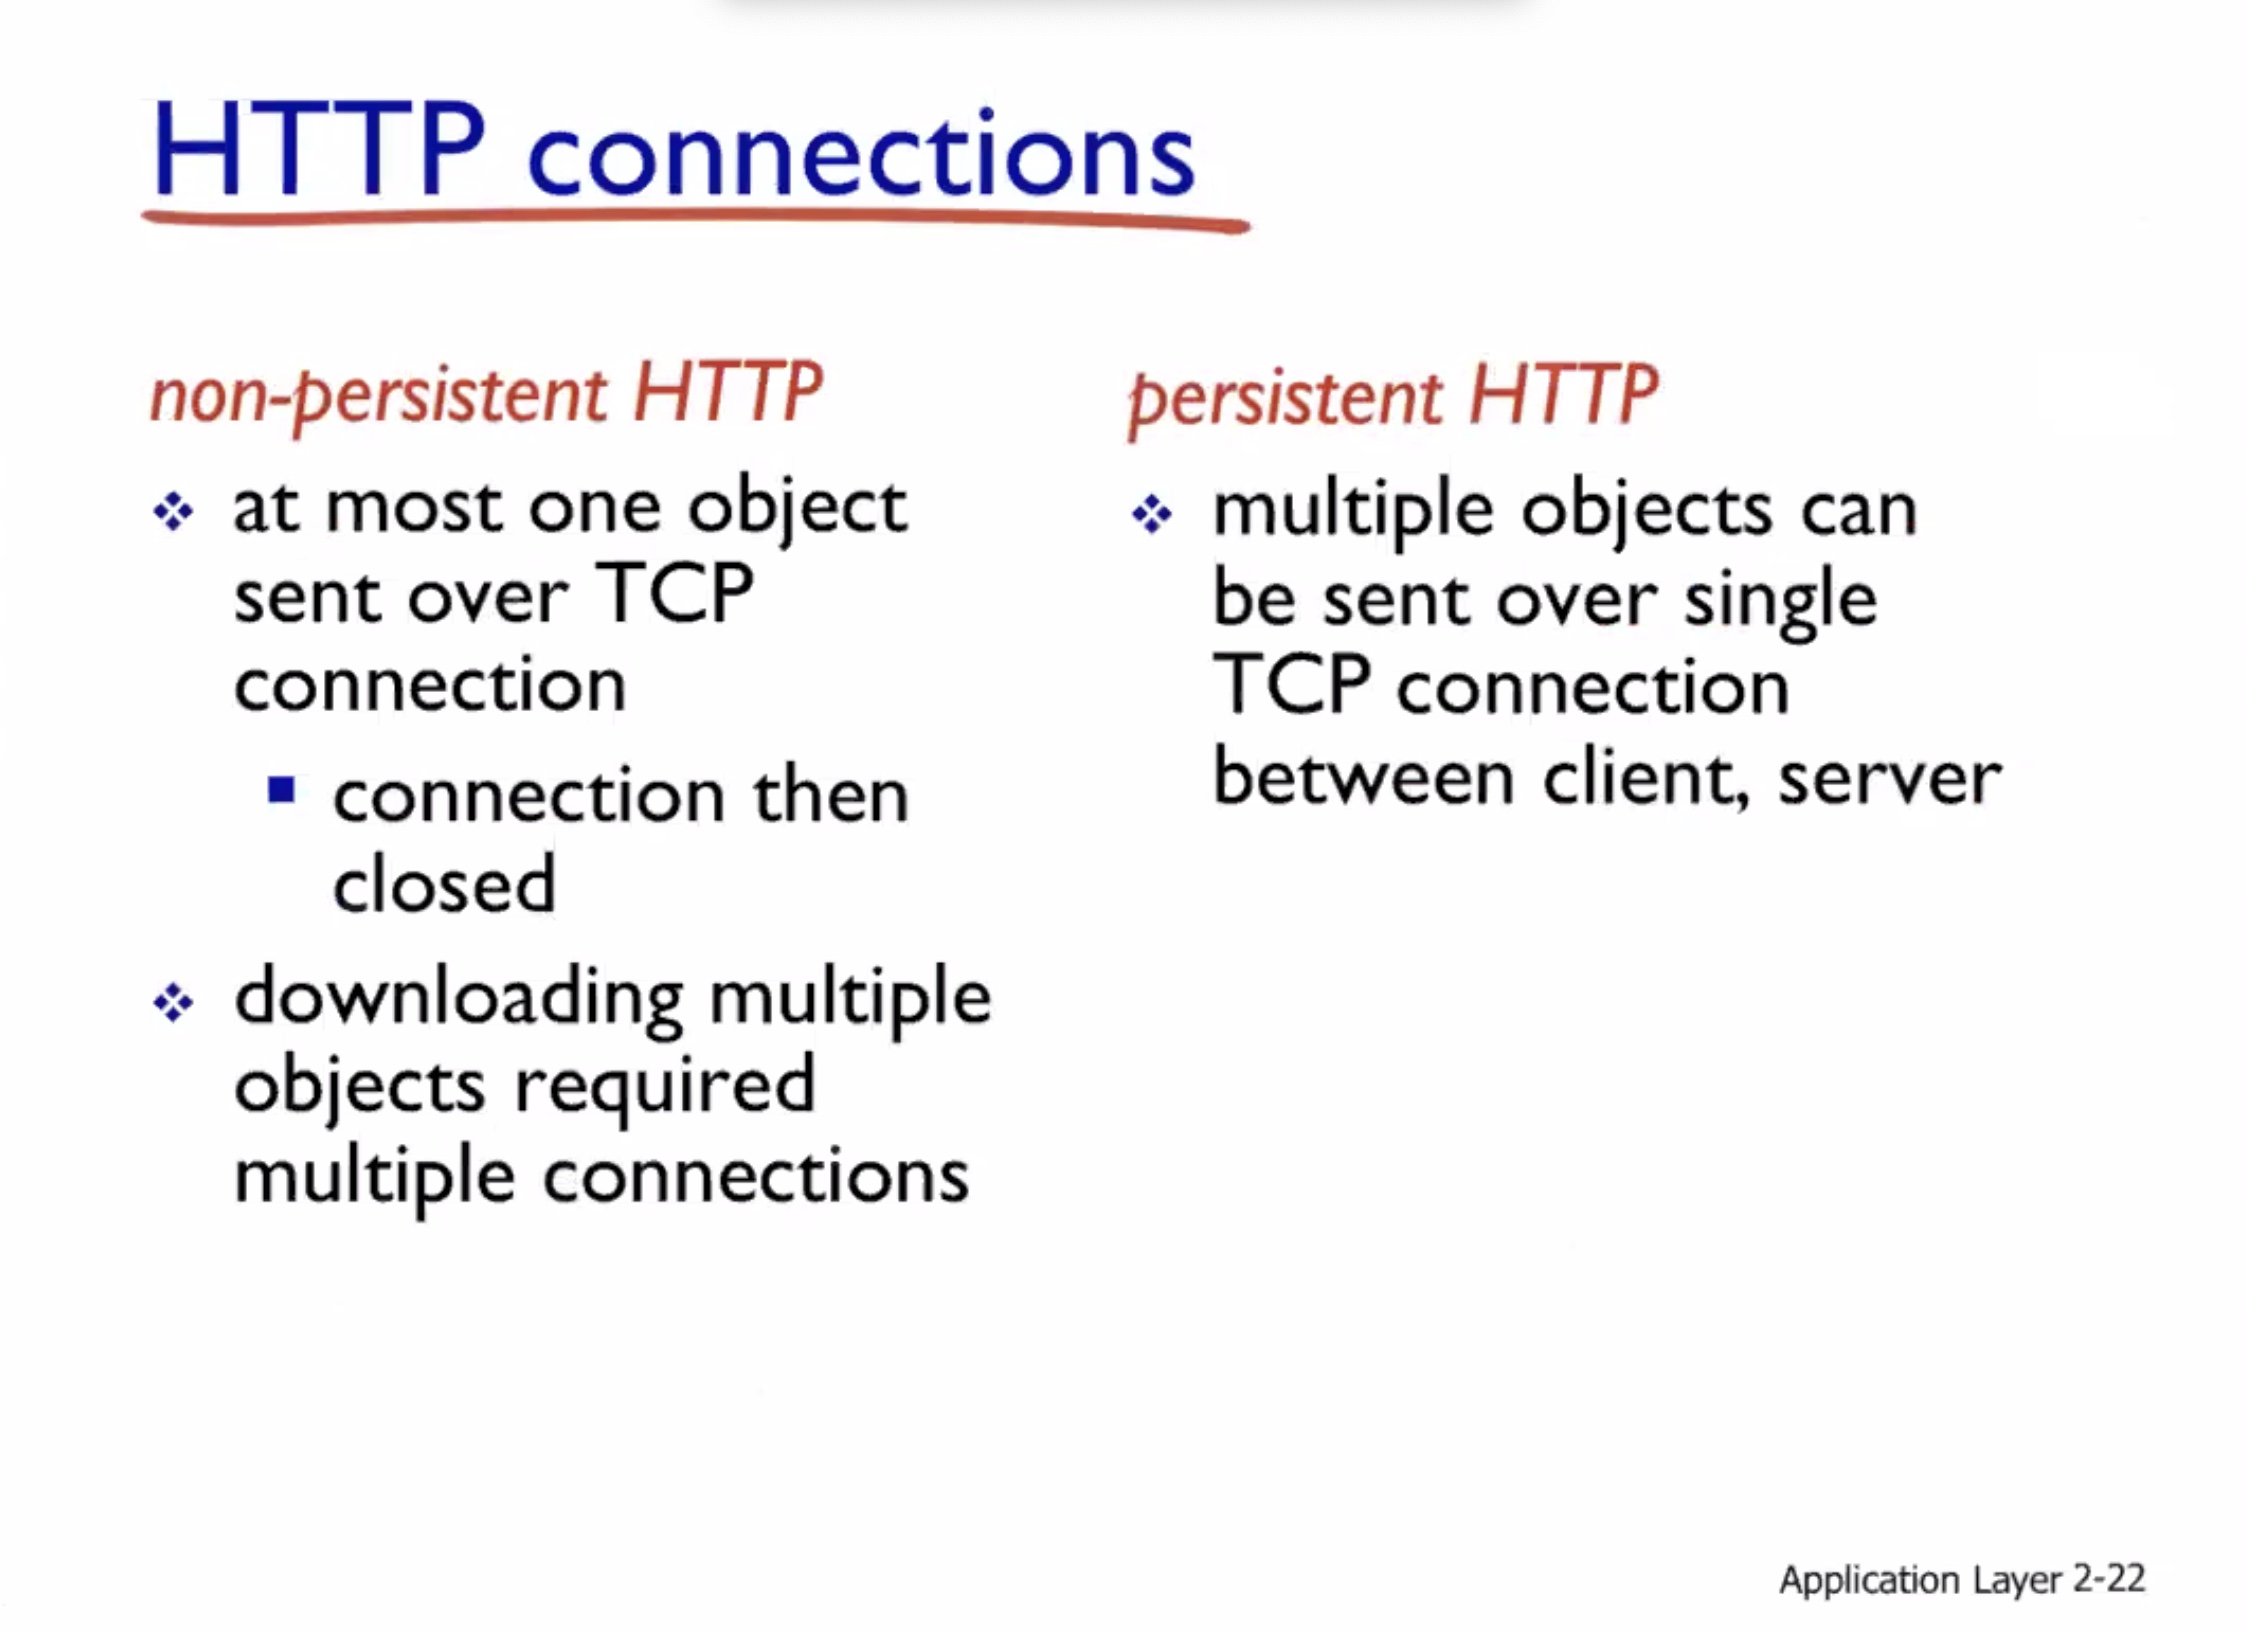 HTTP connections
non-persistent HTTP
at most one object
sent over TCP
connection
connection then
closed
downloading multiple
objects required
multiple connections
persistent HTTP
multiple objects can
be sent over single
TCP connection
between client, server
Application Layer 2-22